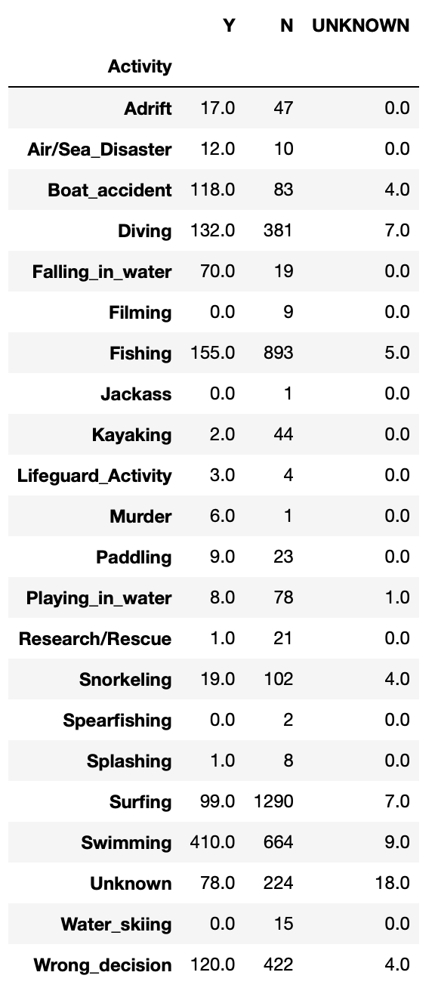 Y N UNKNOWN
Activity
Adrift 17.0 47 0.0
Air/Sea_Disaster 12.0 10 0.0
Boat_accident 118.0 83 4.0
Diving 132.0 381 7.0
Falling_in_water 70.0 19 0.0
Filming 0.0 9 0.0
Fishing 155.0 893 5.0
Jackass 0.0 1 0.0
Kayaking 2.0 44 0.0
Lifeguard_Activity 3.0 4 0.0
Murder 6.0 1 0.0
Paddling 9.0 23 0.0
Playing_in_water 8.0 78 1.0
Research/Rescue 1.0 21 0.0
Snorkeling 19.0 102 4.0
Spearfishing 0.0 2 0.0
Splashing 1.0 8 0.0
Surfing 99.0 1290 7.0
Swimming 410.0 664 9.0
Unknown 78.0 224 18.0
Water_skiing 0.0 15 0.0
Wrong_decision 120.0 422 4.0